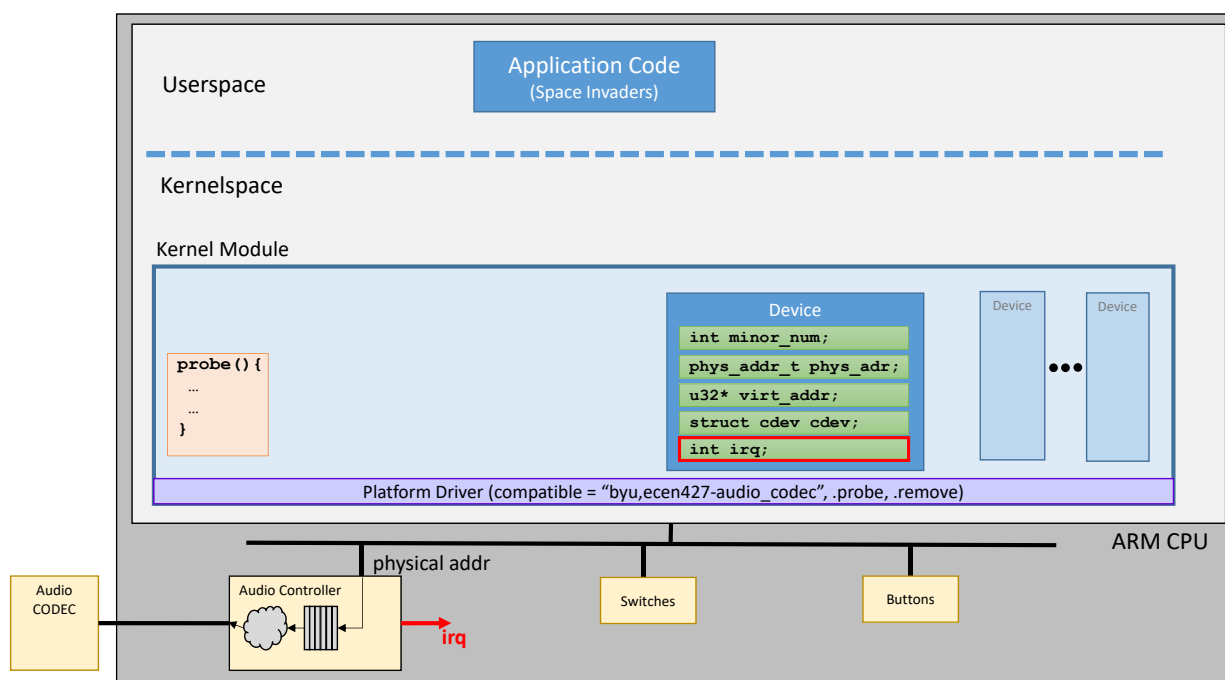 Userspace
Application Code
(Space Invaders)
Kernelspace
Kernel Module
probe(){
…
…
}
Device
int minor_num;
phys_addr_t phys_adr;
u32* virt_addr;
struct cdev cdev;
int irq;
Device
Device
Platform Driver (compatible = “byu,ecen427-audio_codec”, .probe, .remove)
ARM CPU
physical addr
Audio
CODEC
Audio Controller
irq
Switches
Buttons